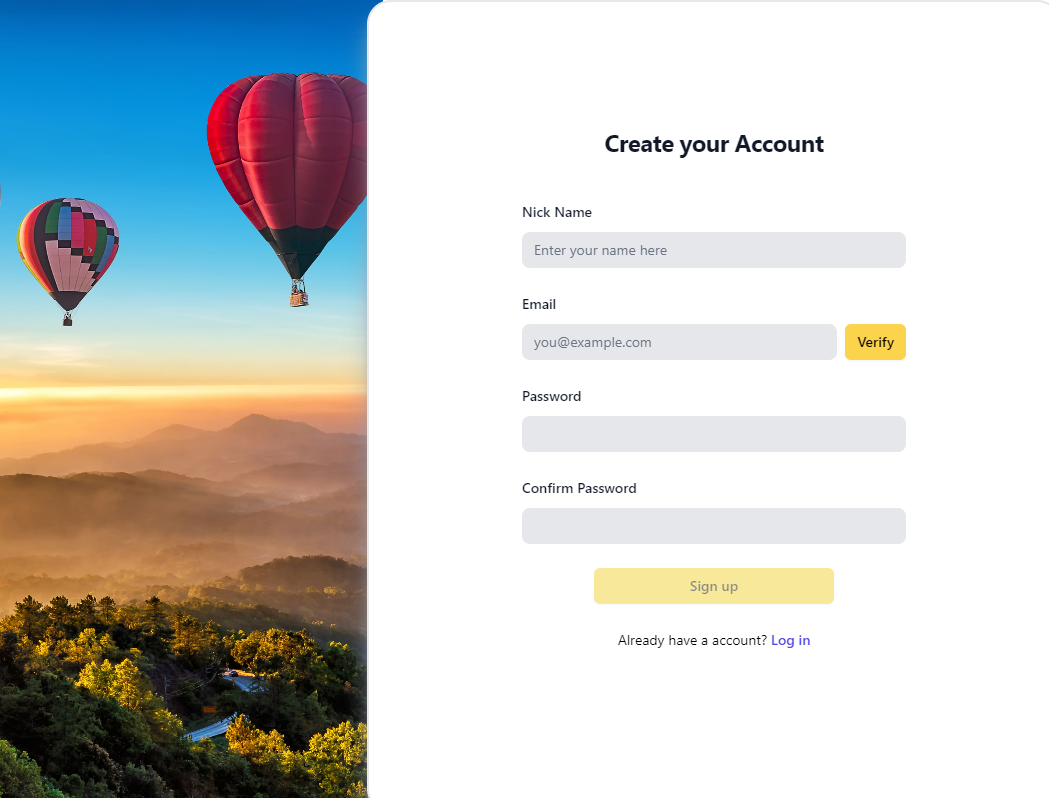 Create your Account
Nick Name
Enter your name here
Email
you@example.com
Verify
Password
Confirm Password
Sign up
Already have a account? Log in